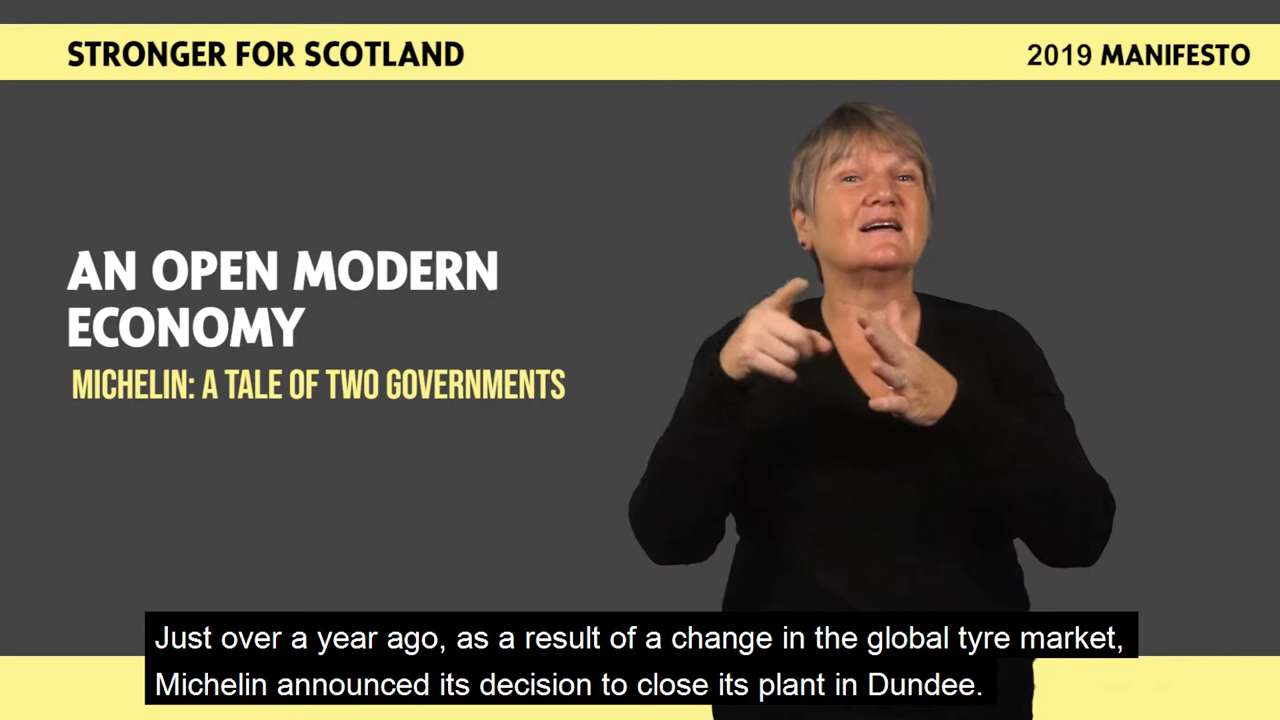 STRONGER FOR SCOTLAND
2019 MANIFESTO
AN OPEN MODERN
ECONOMY
MICHELIN: A TALE OF TWO GOVERNMENTS
Just over a year ago, as a result of a change in the global tyre market,
Michelin announced its decision to close its plant in Dundee.